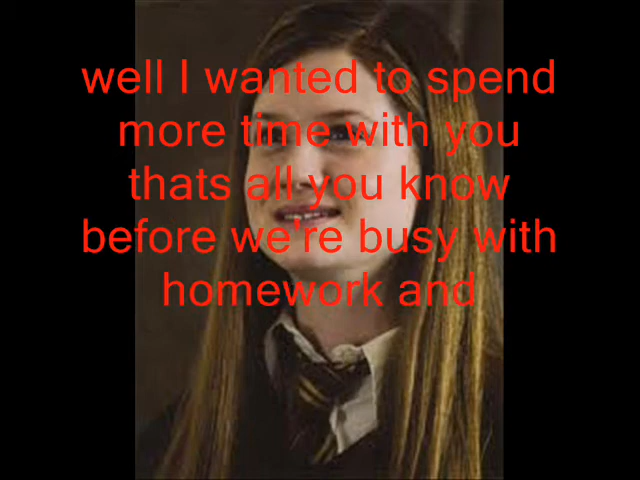 well I wanted to spend
more time with you
thats all you know
before we're busy with
homework and